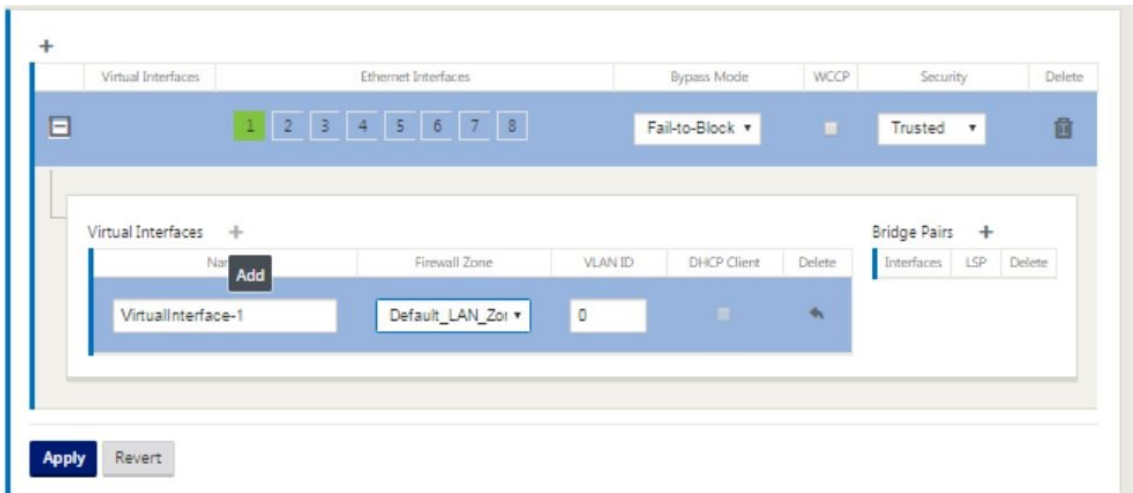 +
Virtual Interfaces Ethernet Interfaces Bypass Mode WCCP Security Delete
1 2 3 4 5 6 7 8 Fail-to-Block Trusted
Virtual Interfaces + Bridge Pairs +
Firewall Zone VLAN ID DHCP Client Delete Interfaces LSP Delete
Add
VirtualInterface-1 Default_LAN_Zo 0
Apply Revert